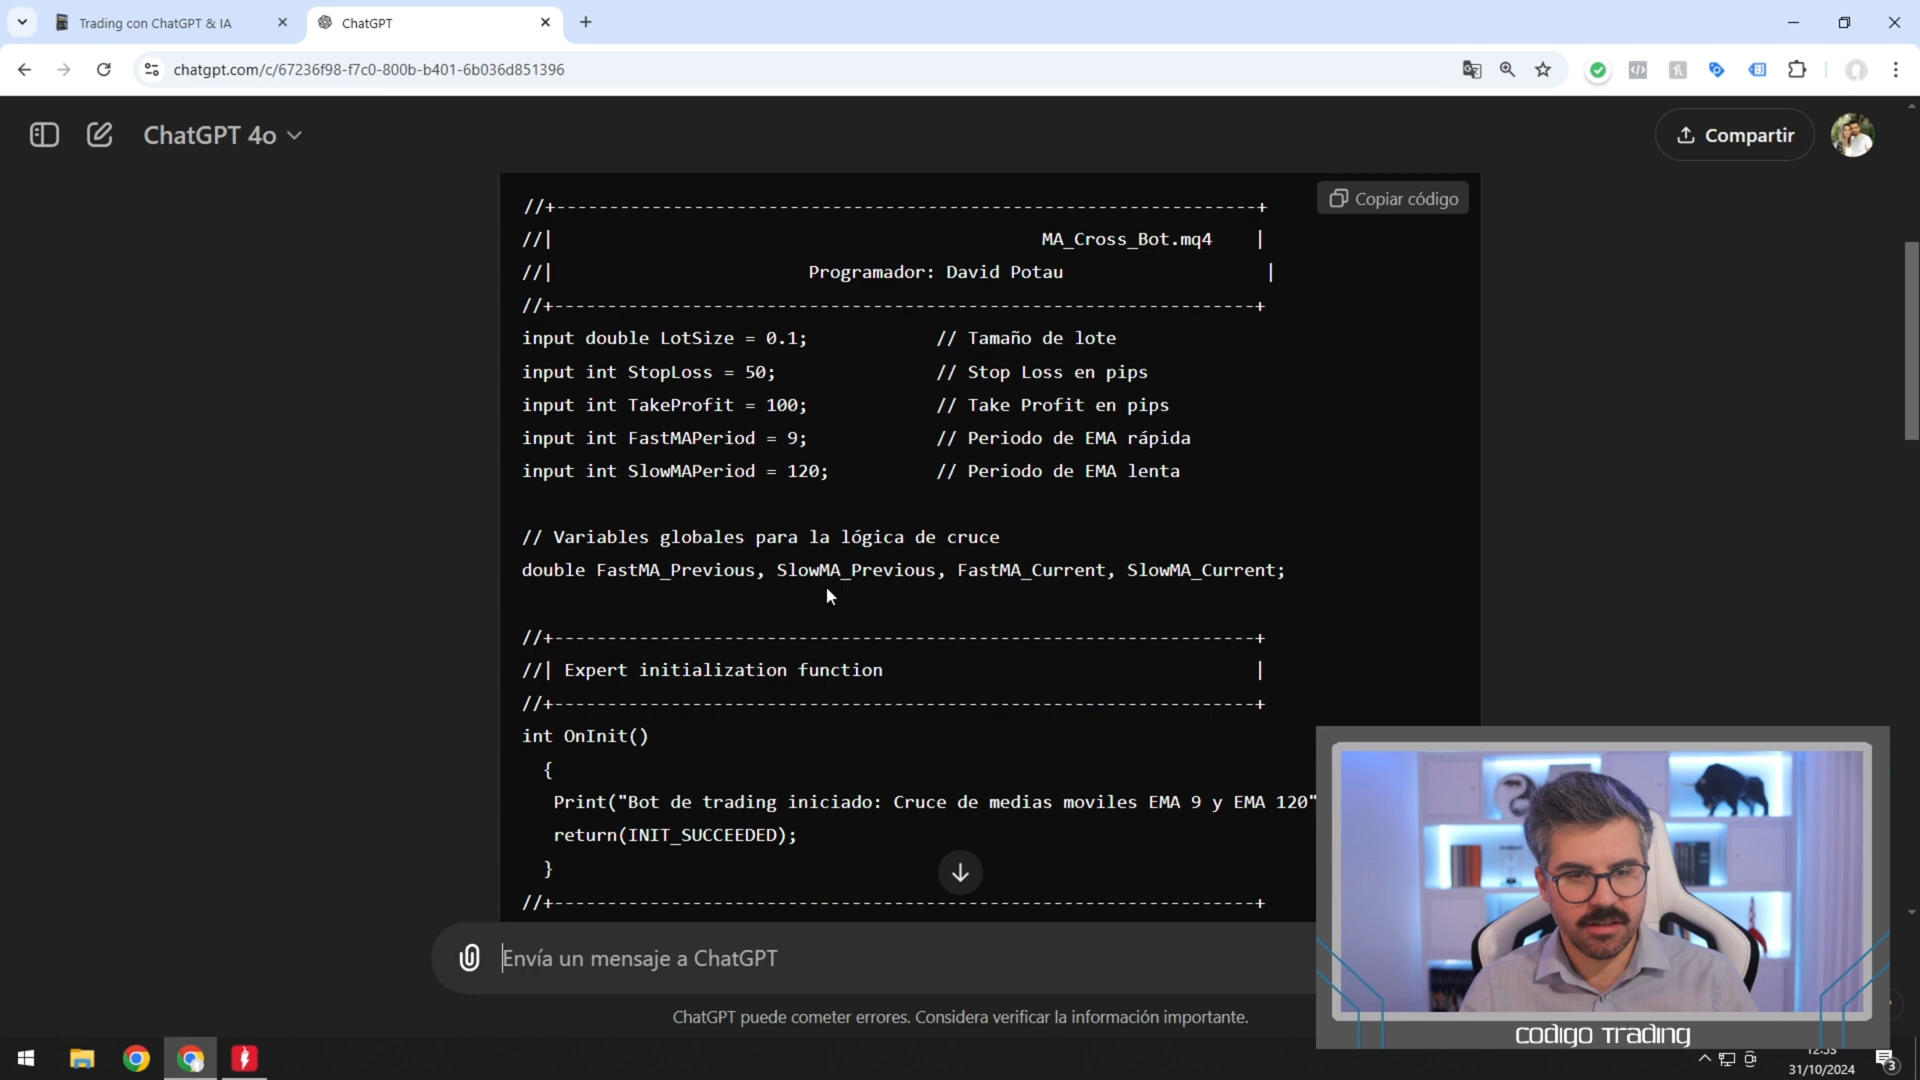 Trading con ChatGPT & IA
ChatGPT
chatgpt.com/c/67236f98-f7c0-800b-b401-6b036d851396
ChatGPT 4o
Compartir
Copiar código
//+------------------------------------------------------------------+
//|                                              MA_Cross_Bot.mq4    |
//|                        Programador: David Potau                   |
//+------------------------------------------------------------------+
input double LotSize = 0.1;            // Tamaño de lote
input int StopLoss = 50;               // Stop Loss en pips
input int TakeProfit = 100;            // Take Profit en pips
input int FastMAPeriod = 9;            // Periodo de EMA rápida
input int SlowMAPeriod = 120;          // Periodo de EMA lenta
// Variables globales para la lógica de cruce
double FastMA_Previous, SlowMA_Previous, FastMA_Current, SlowMA_Current;
//+------------------------------------------------------------------+
//| Expert initialization function                                   |
//+------------------------------------------------------------------+
int OnInit()
{
Print("Bot de trading iniciado: Cruce de medias moviles EMA 9 y EMA 120"
return(INIT_SUCCEEDED);
}
//+------------------------------------------------------------------+
Envía un mensaje a ChatGPT
ChatGPT puede cometer errores. Considera verificar la información importante.
CODIGO TRADING
31/10/2024
3